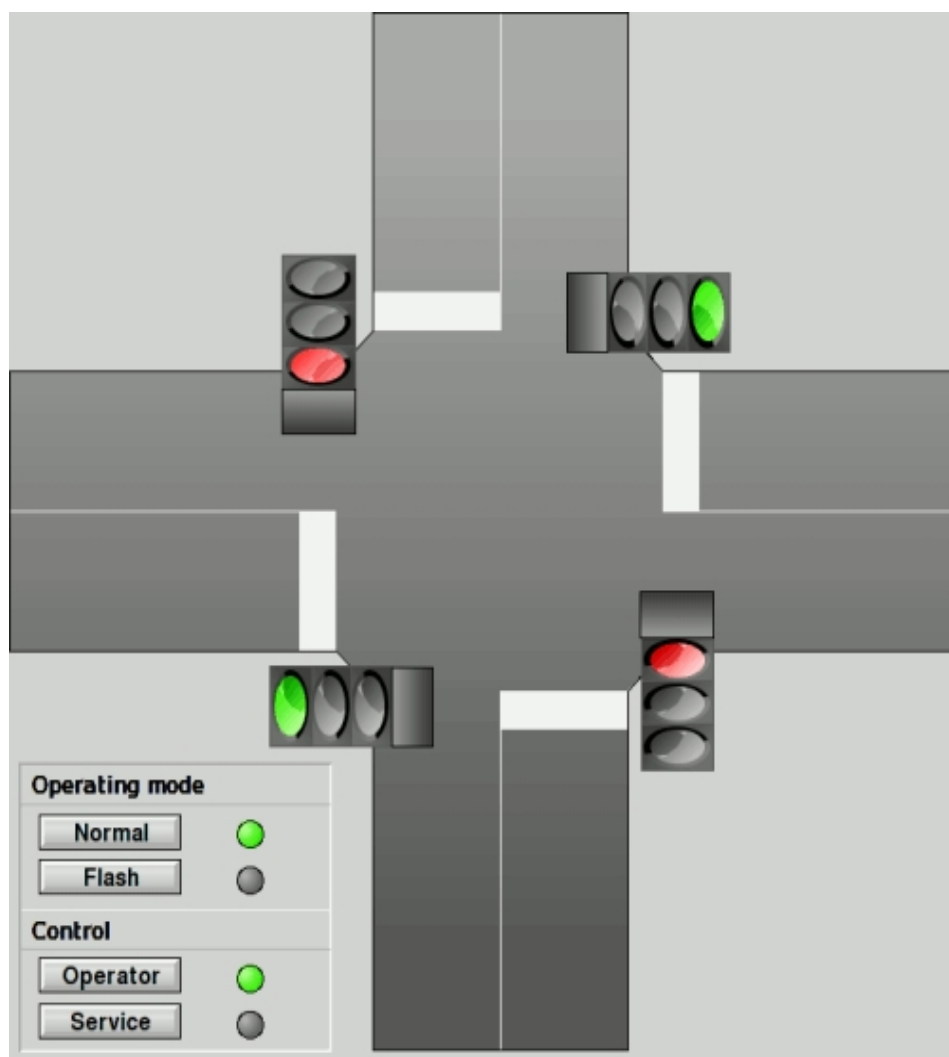 Operating mode
Normal
Flash
Control
Operator
Service